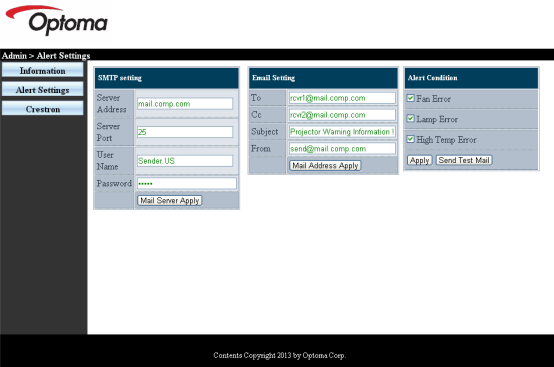 Optoma
Admin > Alert Settings
Information
Alert Settings
Crestron
SMTP setting
Server Address
mail.comp.com
Server Port
25
User Name
Sender.US
Password
•••••
Mail Server Apply
Email Setting
To
rcvr1@mail.comp.com
Cc
rcvr2@mail.comp.com
Subject
Projector Warning Information !
From
send@mail.comp.com
Mail Address Apply
Alert Condition
Fan Error
Lamp Error
High Temp Error
Apply
Send Test Mail
Contents Copyright 2013 by Optoma Corp.